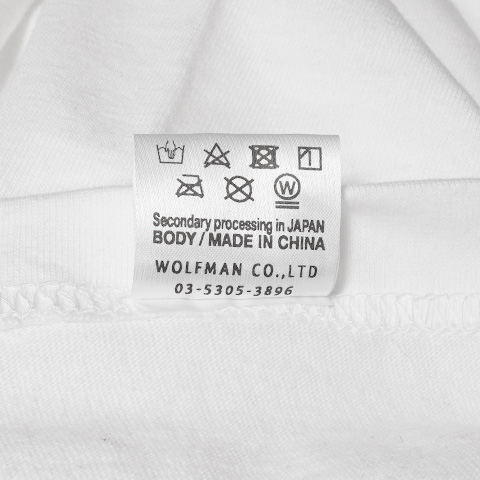 W
Secondary processing in JAPAN
BODY / MADE IN CHINA
WOLFMAN CO.,LTD
03-5305-3896